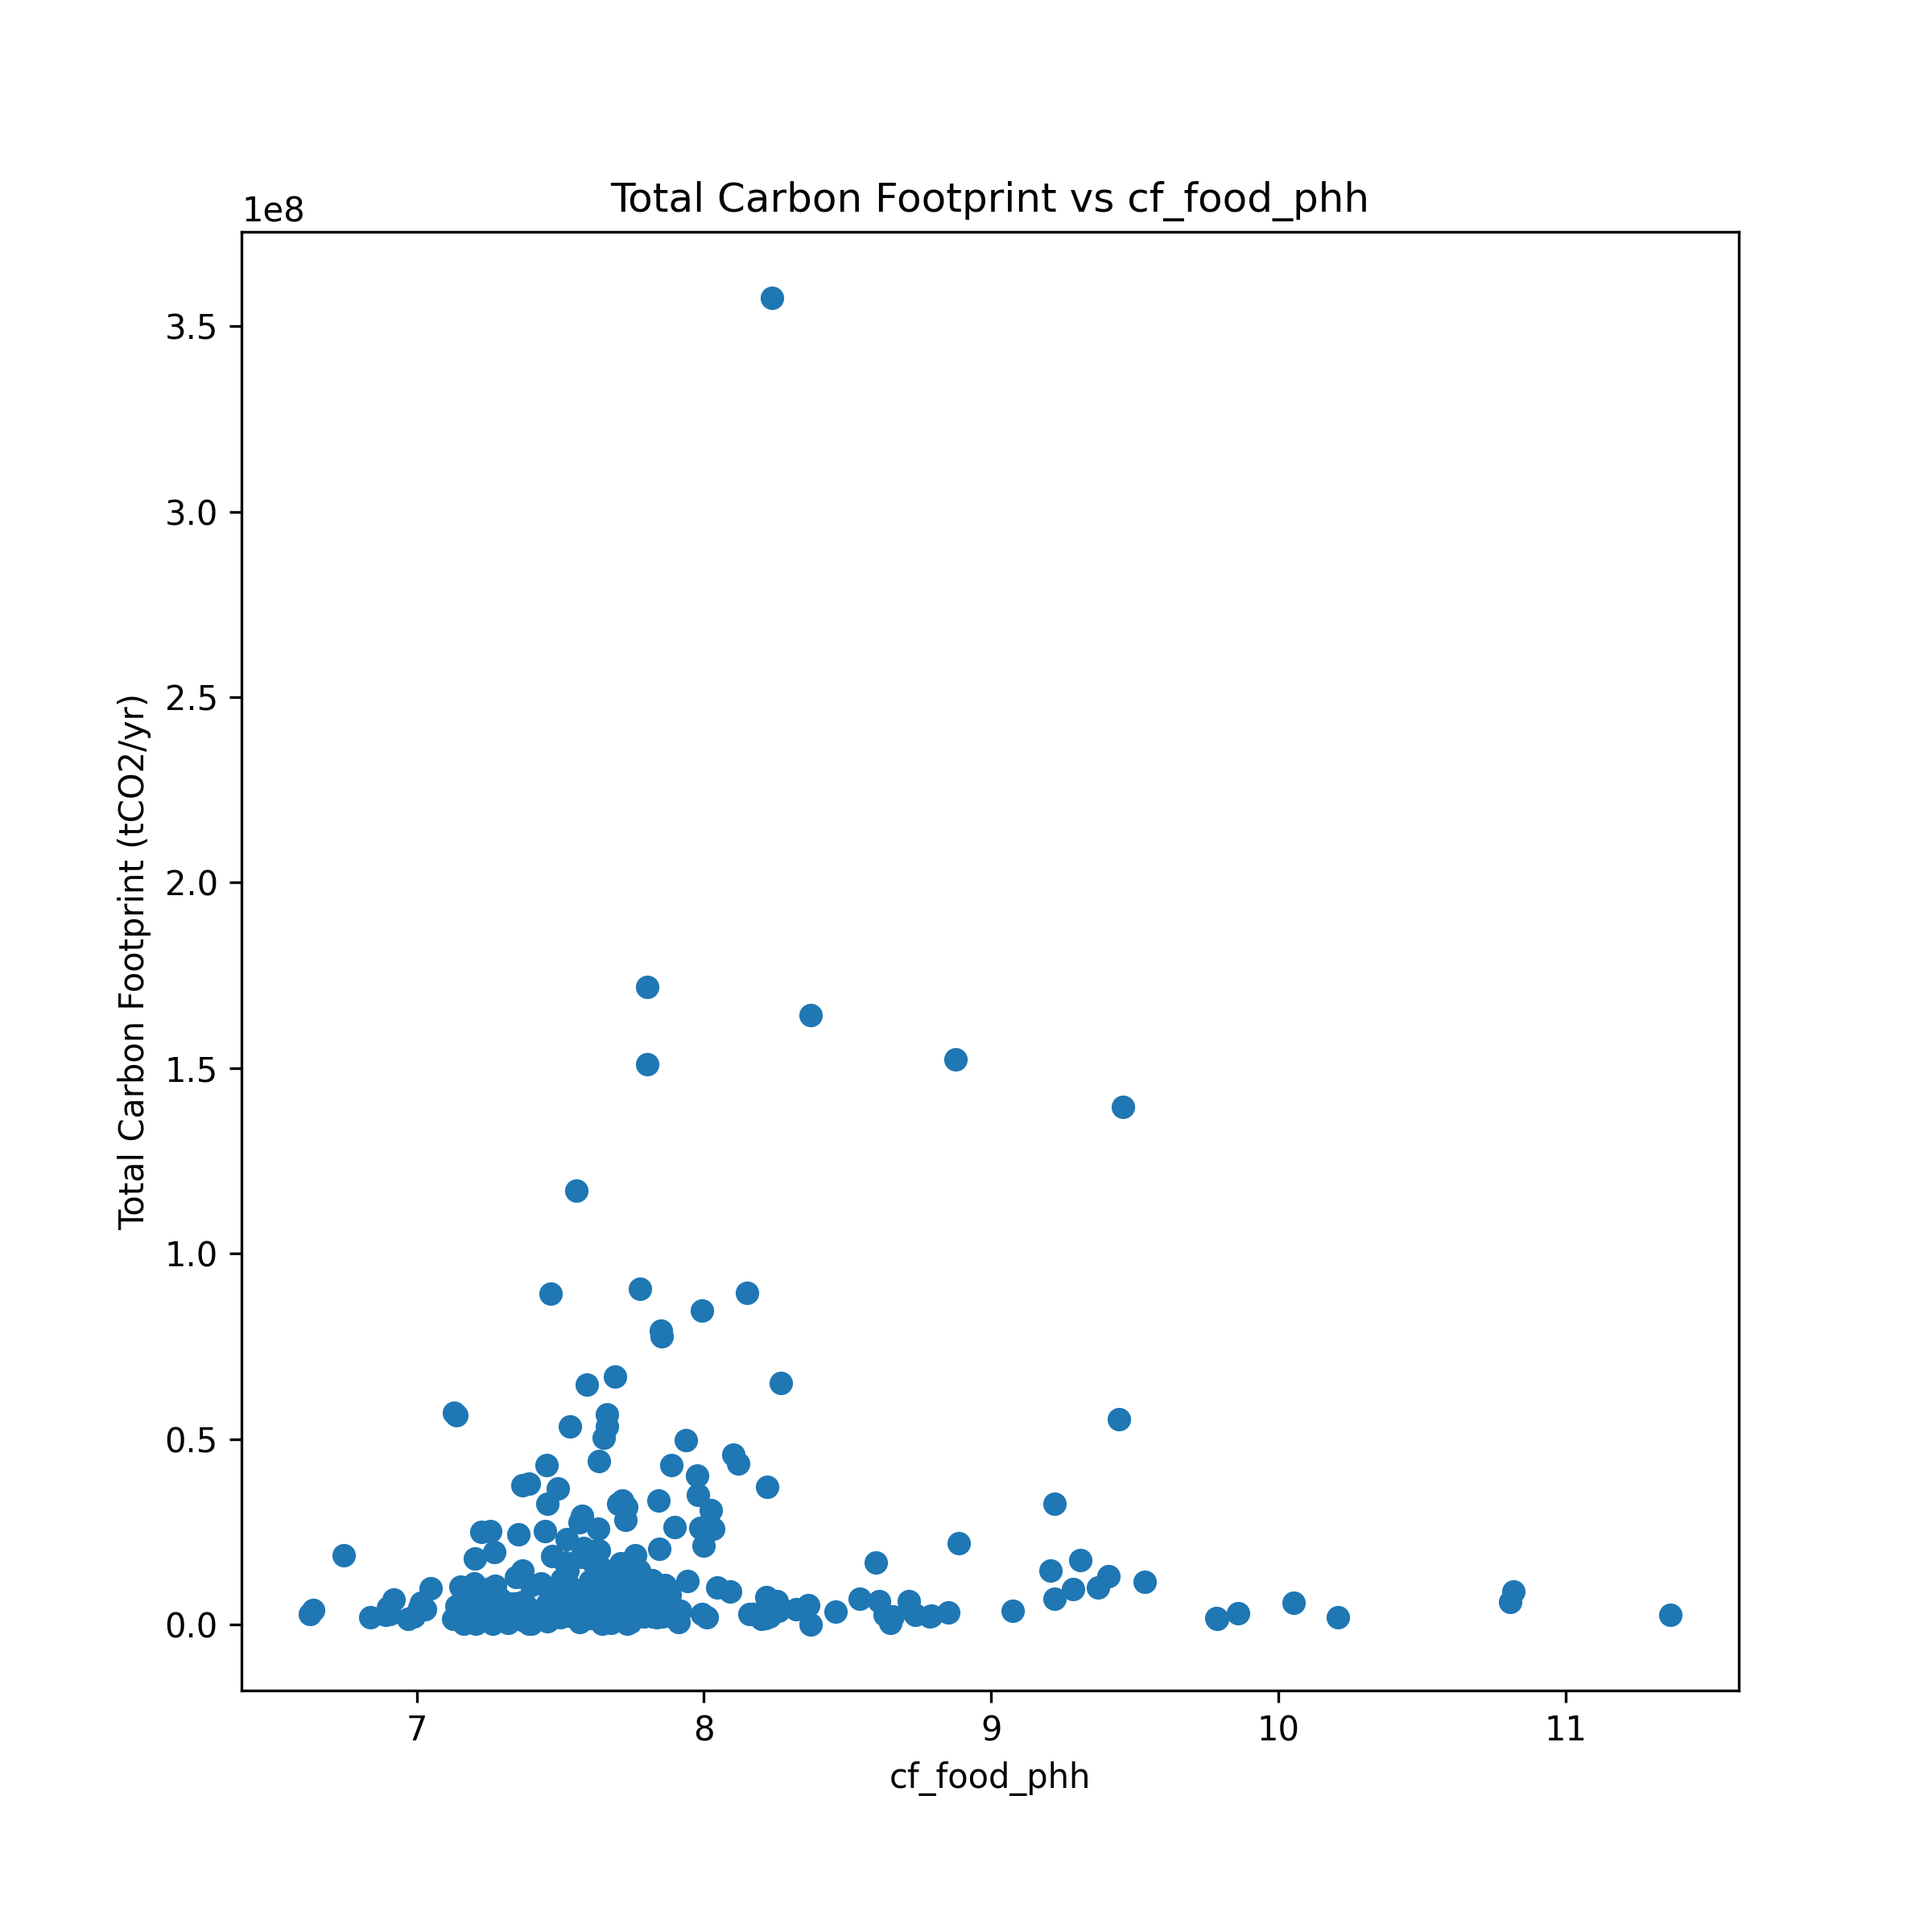 Total Carbon Footprint vs cf_food_phh
1e8
3.5
3.0
2.5
2.0
1.5
1.0
0.5
0.0
Total Carbon Footprint (tCO2/yr)
7 8 9 10 11
cf_food_phh